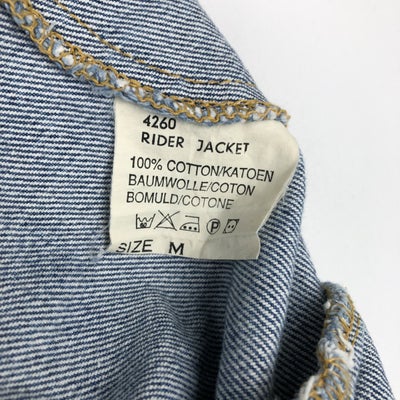 4260
RIDER JACKET
100% COTTON/KATOEN
BAUMWOLLE/COTON
BOMULD/COTONE
P
SIZE M